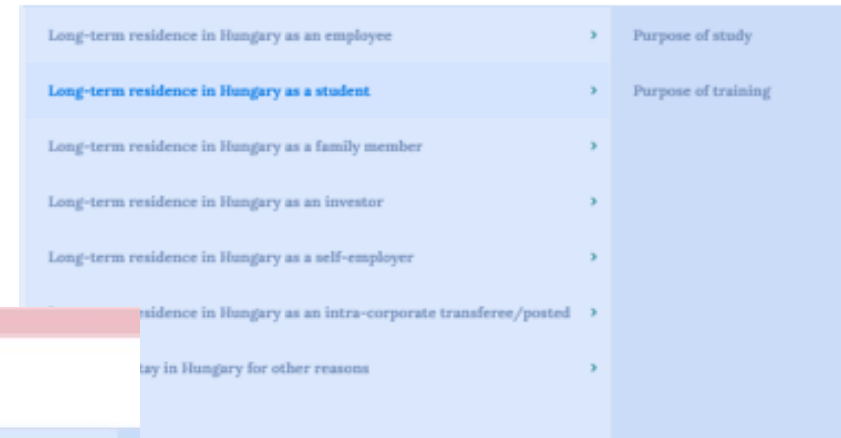 Long-term residence in Hungary as an employee
Long-term residence in Hungary as a student
Long-term residence in Hungary as a family member
Long-term residence in Hungary as an investor
Long-term residence in Hungary as a self-employer
residence in Hungary as an intra-corporate transferee/posted
in Hungary for other reasons
Purpose of study
Purpose of training